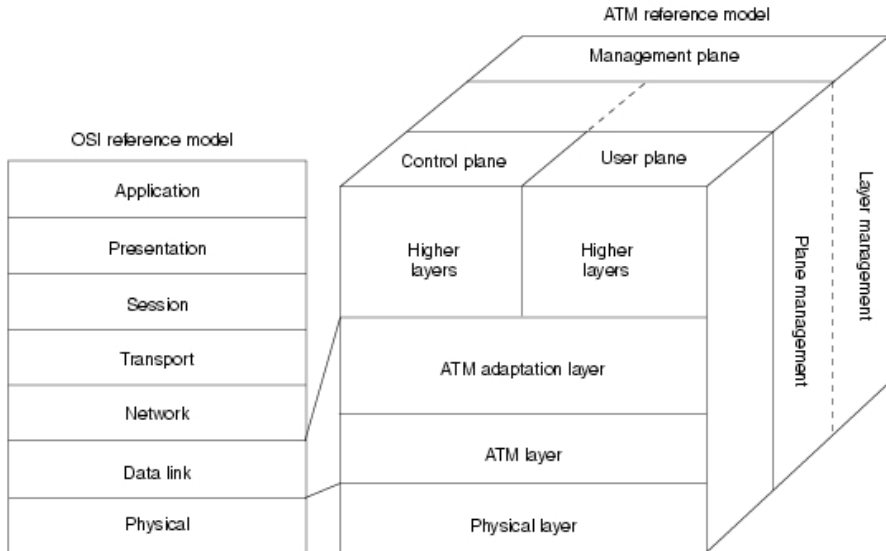 ATM reference model
Management plane
OSI reference model
Control plane
User plane
Application
Presentation
Session
Transport
Network
Data link
Physical
Higher
layers
Higher
layers
ATM adaptation layer
ATM layer
Physical layer
Plane management
Layer management